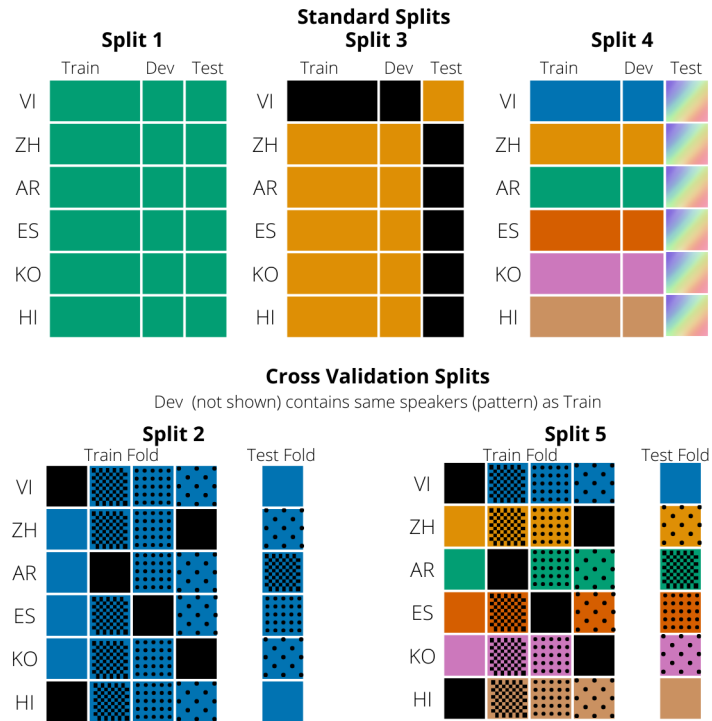 Standard Splits
Split 1
Split 3
Split 4
Train Dev Test
Train Dev Test
Train Dev Test
VI VI VI
ZH ZH ZH
AR AR AR
ES ES ES
KO KO KO
HI HI HI
Cross Validation Splits
Dev (not shown) contains same speakers (pattern) as Train
Split 2
Split 5
Train Fold Test Fold
Train Fold Test Fold
VI VI
ZH ZH
AR AR
ES ES
KO KO
HI HI